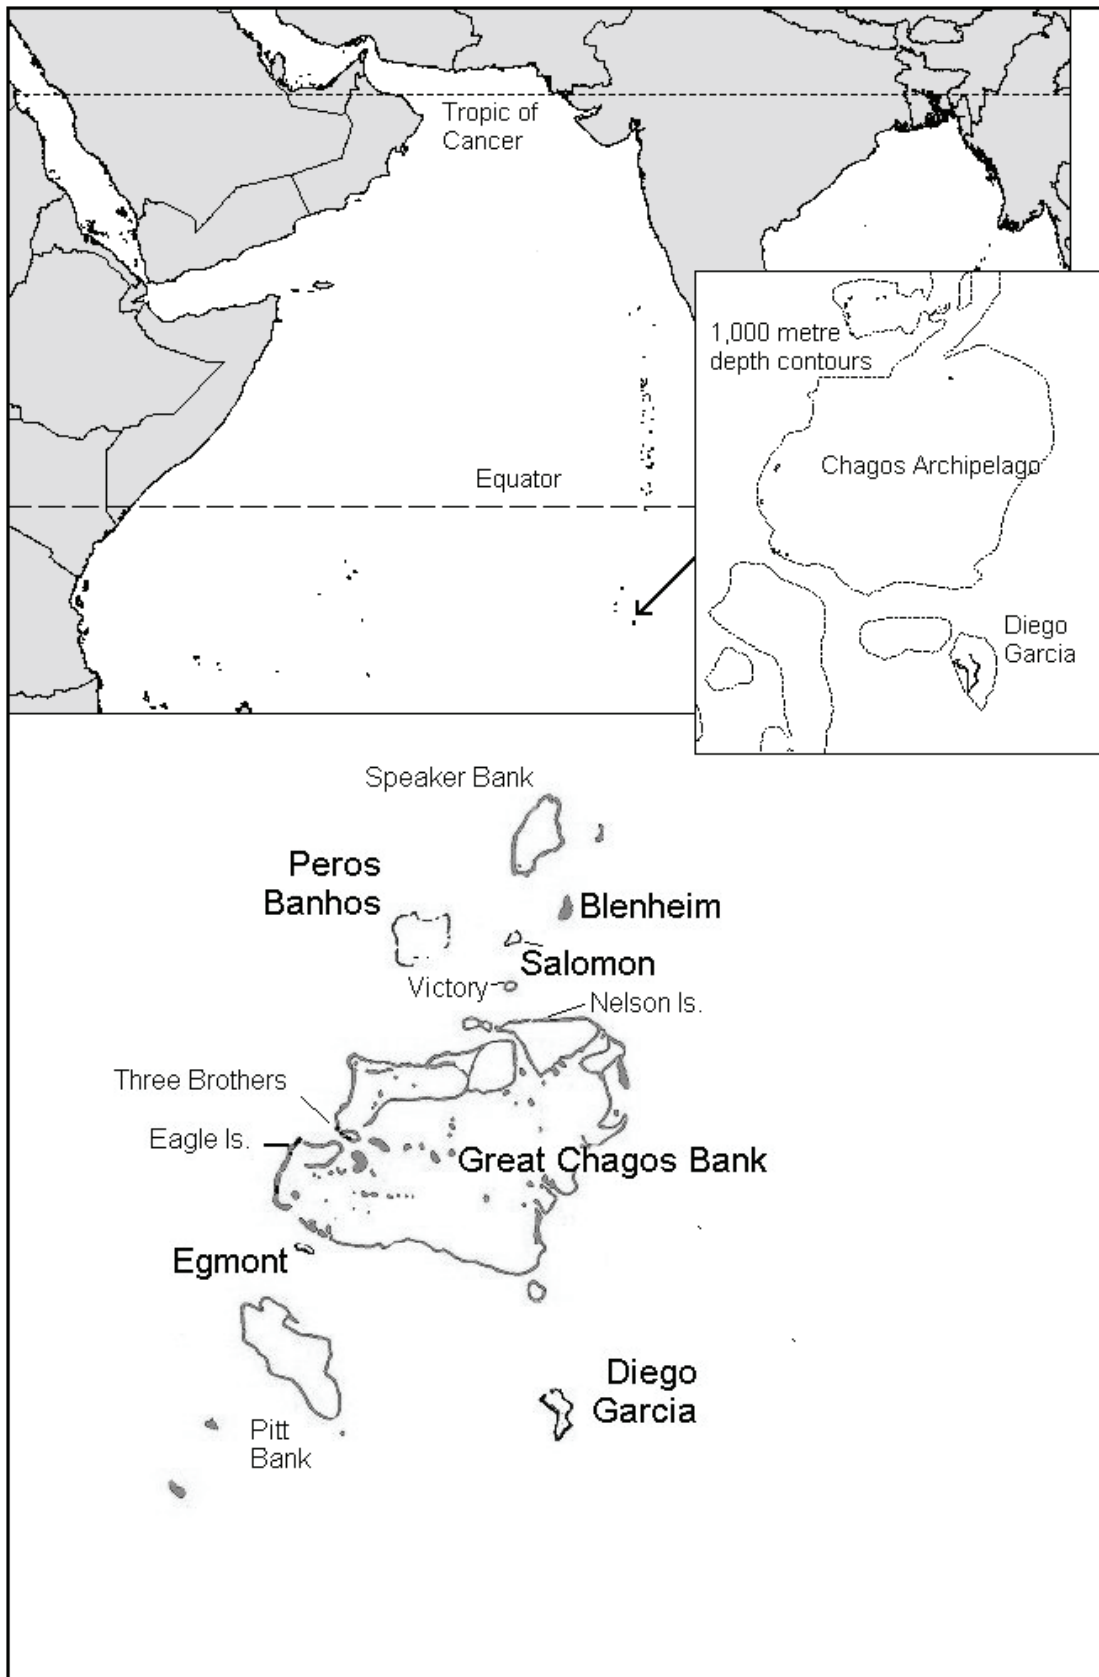 Tropic of
Cancer
1,000 metre
depth contours
Chagos Archipelago
Equator
Diego
Garcia
Speaker Bank
Peros
Banhos
Blenheim
Salomon
Victory
Nelson Is.
Three Brothers
Eagle Is.
Great Chagos Bank
Egmont
Diego
Garcia
Pitt
Bank